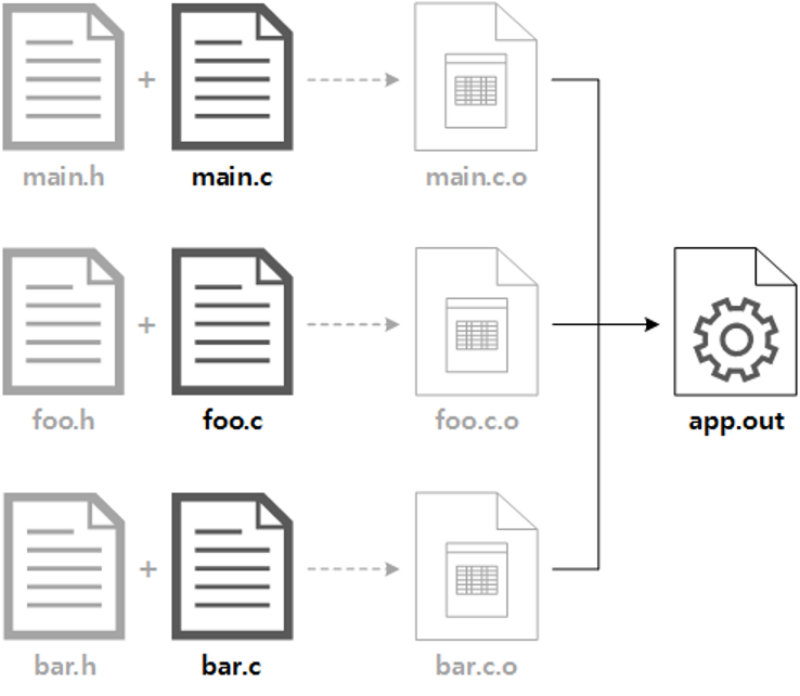 main.h + main.c main.c.o
foo.h + foo.c foo.c.o app.out
bar.h + bar.c bar.c.o